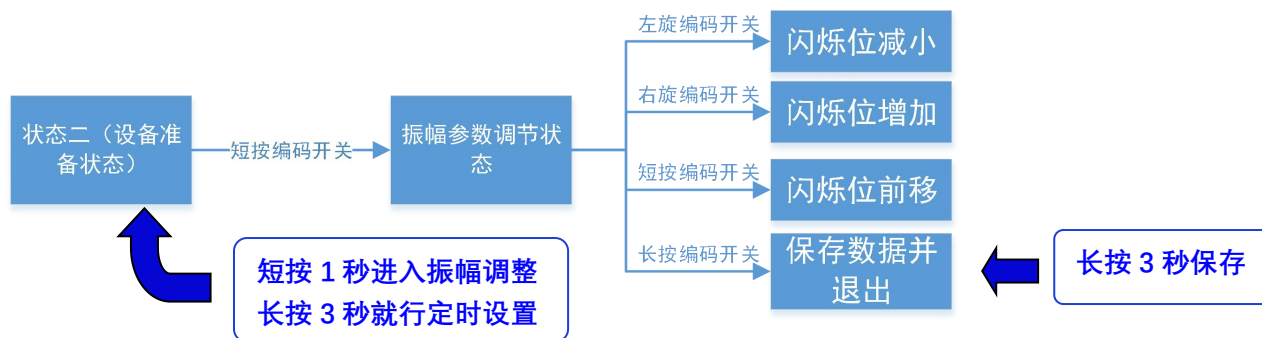 状态二（设备准
备状态）
短按编码开关
振幅参数调节状
态
左旋编码开关
闪烁位减小
右旋编码开关
闪烁位增加
短按编码开关
闪烁位前移
长按编码开关
保存数据并
退出
短按 1 秒进入振幅调整
长按 3 秒就行定时设置
长按 3 秒保存